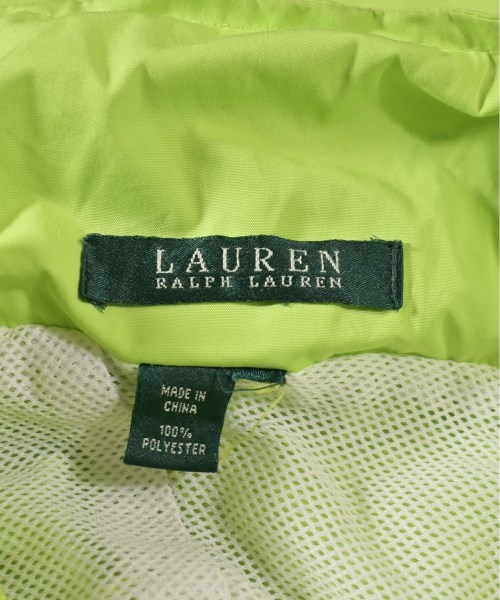 LAUREN
RALPH LAUREN
MADE IN
CHINA
100%
POLYESTER